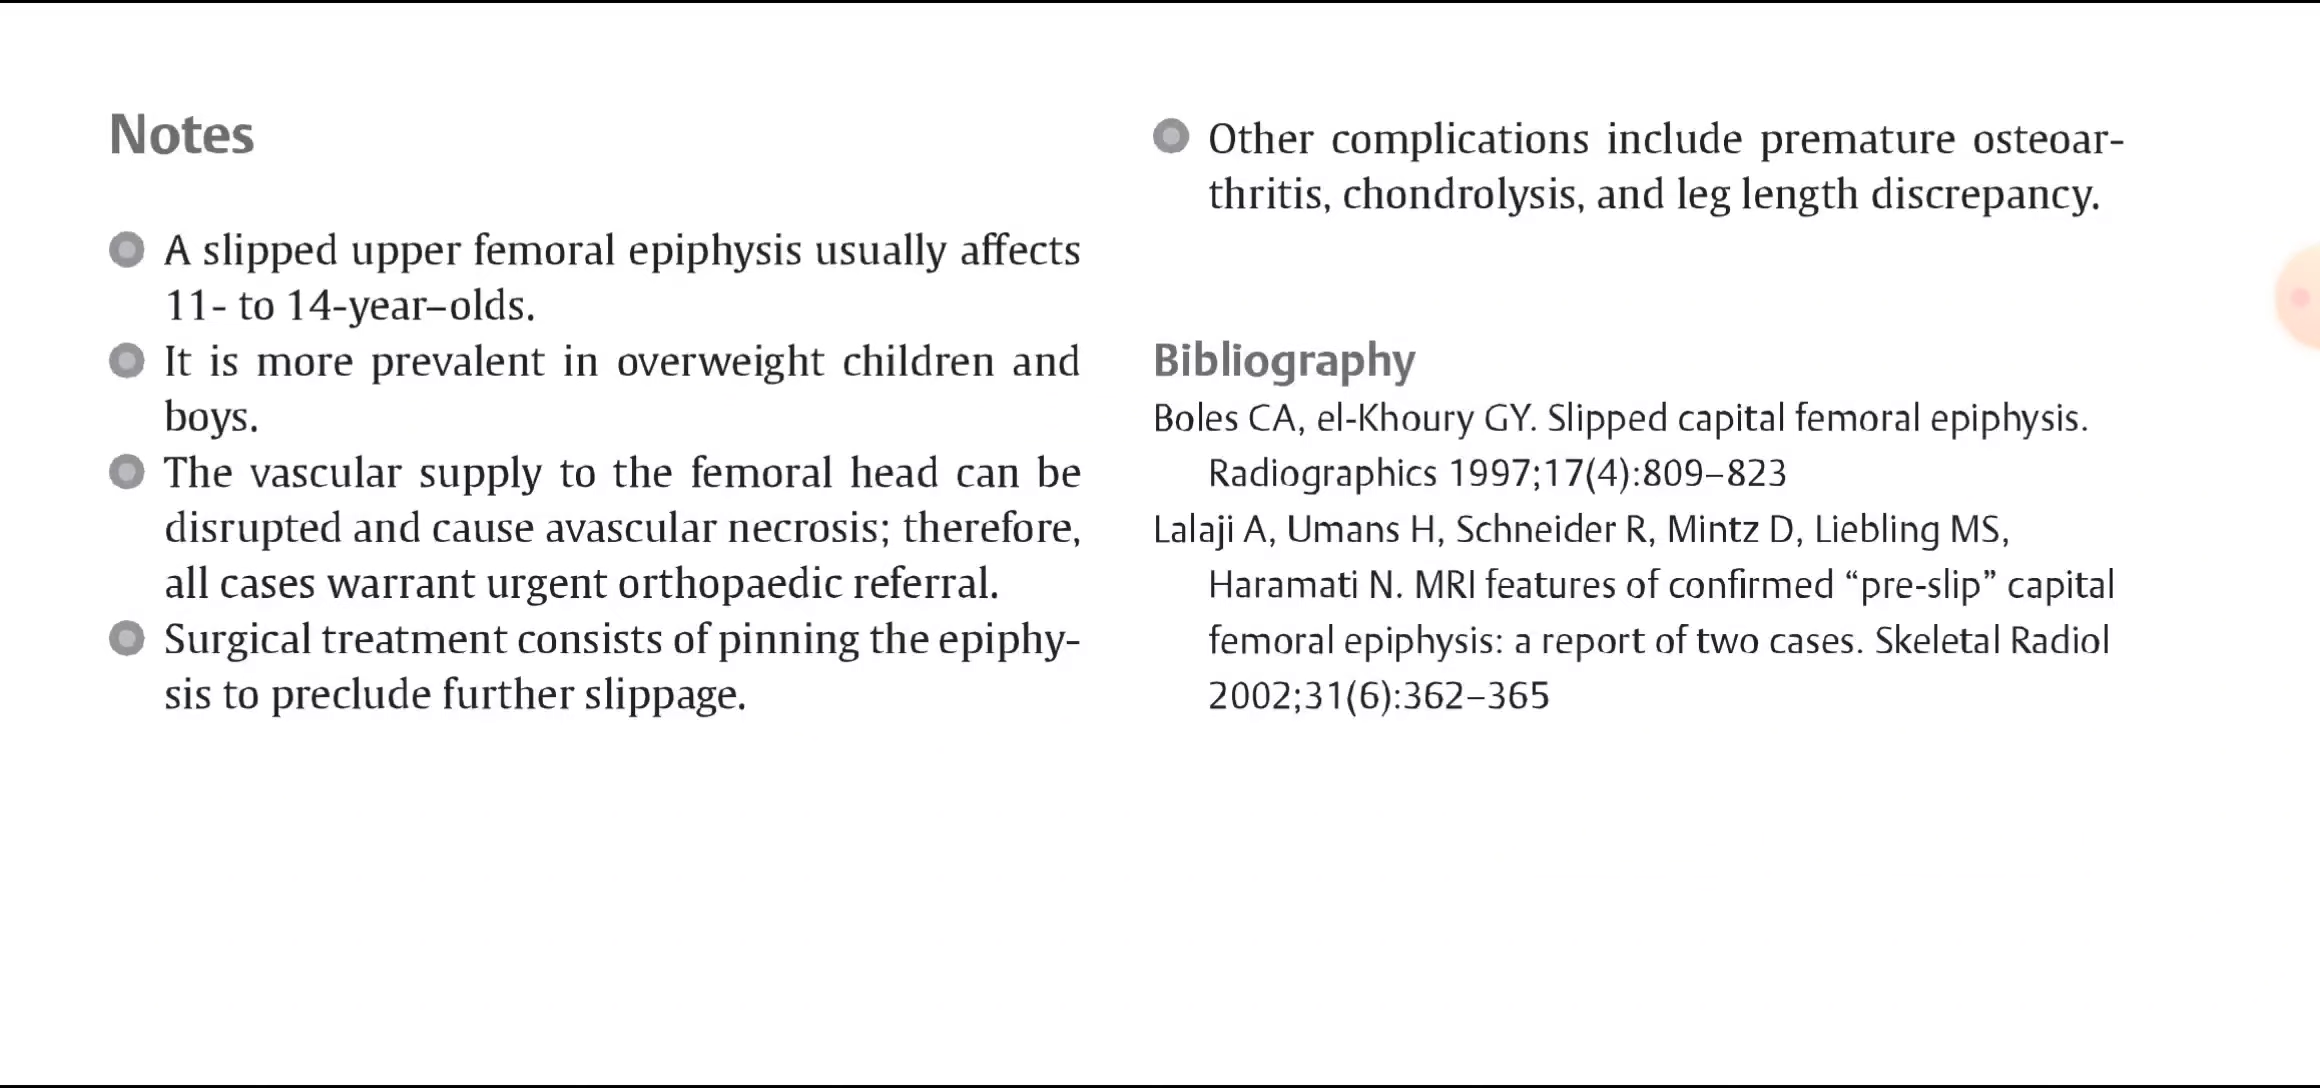 Notes
A slipped upper femoral epiphysis usually affects
11- to 14-year–olds.
It is more prevalent in overweight children and
boys.
The vascular supply to the femoral head can be
disrupted and cause avascular necrosis; therefore,
all cases warrant urgent orthopaedic referral.
Surgical treatment consists of pinning the epiphy-
sis to preclude further slippage.
Other complications include premature osteoar-
thritis, chondrolysis, and leg length discrepancy.
Bibliography
Boles CA, el-Khoury GY. Slipped capital femoral epiphysis.
Radiographics 1997;17(4):809–823
Lalaji A, Umans H, Schneider R, Mintz D, Liebling MS,
Haramati N. MRI features of confirmed “pre-slip” capital
femoral epiphysis: a report of two cases. Skeletal Radiol
2002;31(6):362–365